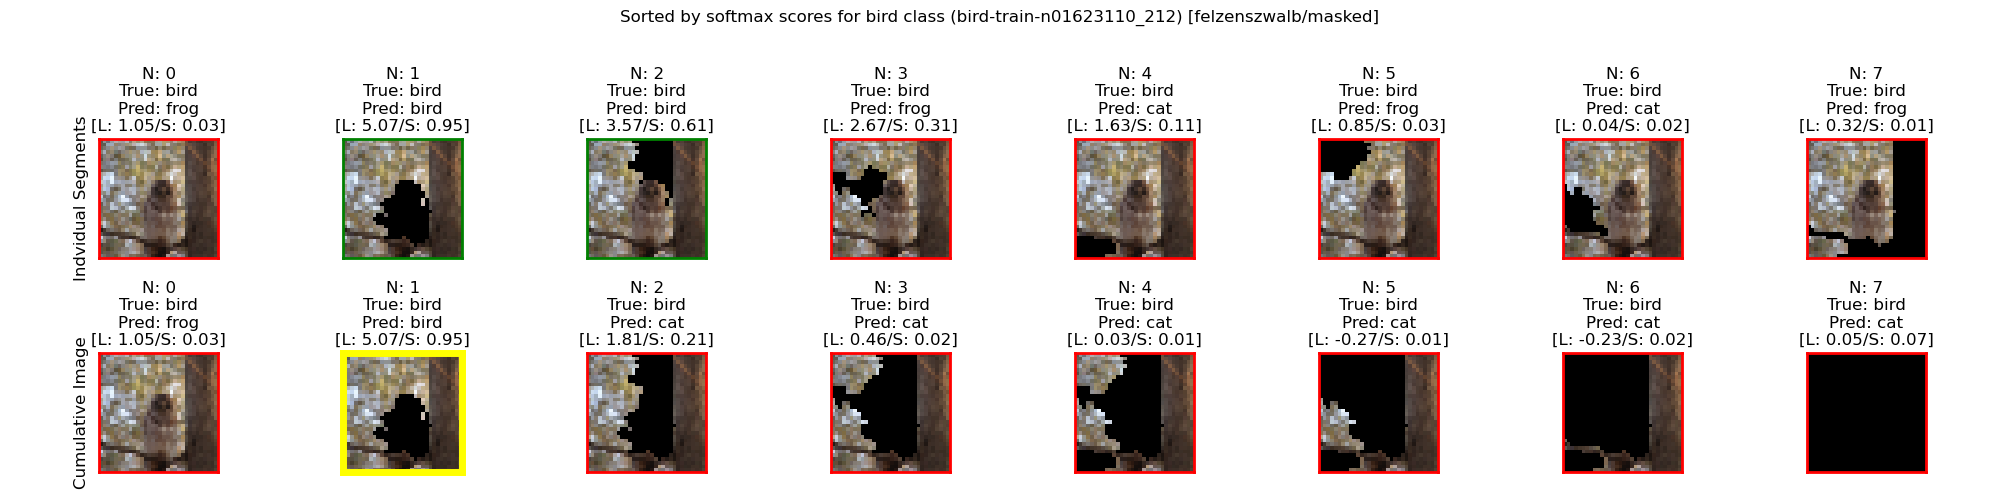 Sorted by softmax scores for bird class (bird-train-n01623110_212) [felzenszwalb/masked]
Indvidual Segments
N: 0
True: bird
Pred: frog
[L: 1.05/S: 0.03]
N: 1
True: bird
Pred: bird
[L: 5.07/S: 0.95]
N: 2
True: bird
Pred: bird
[L: 3.57/S: 0.61]
N: 3
True: bird
Pred: frog
[L: 2.67/S: 0.31]
N: 4
True: bird
Pred: cat
[L: 1.63/S: 0.11]
N: 5
True: bird
Pred: frog
[L: 0.85/S: 0.03]
N: 6
True: bird
Pred: cat
[L: 0.04/S: 0.02]
N: 7
True: bird
Pred: frog
[L: 0.32/S: 0.01]
Cumulative Image
N: 0
True: bird
Pred: frog
[L: 1.05/S: 0.03]
N: 1
True: bird
Pred: bird
[L: 5.07/S: 0.95]
N: 2
True: bird
Pred: cat
[L: 1.81/S: 0.21]
N: 3
True: bird
Pred: cat
[L: 0.46/S: 0.02]
N: 4
True: bird
Pred: cat
[L: 0.03/S: 0.01]
N: 5
True: bird
Pred: cat
[L: -0.27/S: 0.01]
N: 6
True: bird
Pred: cat
[L: -0.23/S: 0.02]
N: 7
True: bird
Pred: cat
[L: 0.05/S: 0.07]